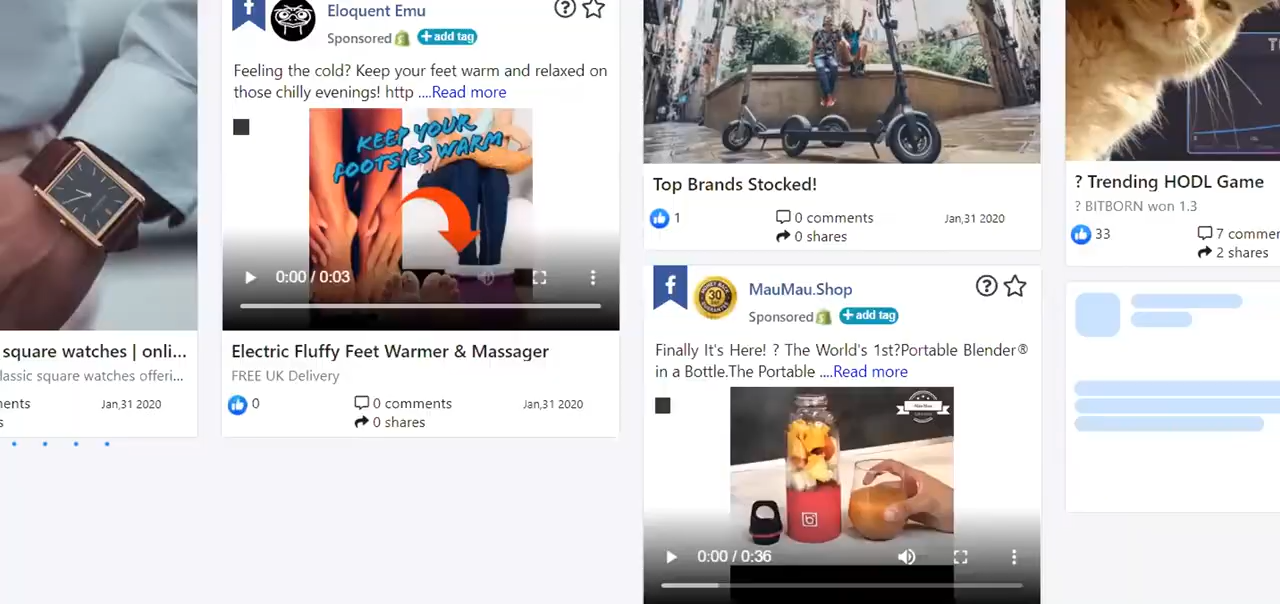 square watches | onli...
lassic square watches offeri...
ents
Jan,31 2020
s
Eloquent Emu
Sponsored +add tag
Feeling the cold? Keep your feet warm and relaxed on
those chilly evenings! http ....Read more
KEEP YOUR
FOOTSIES WARM
0:00 / 0:03
Electric Fluffy Feet Warmer & Massager
FREE UK Delivery
0
0 comments
Jan,31 2020
0 shares
Top Brands Stocked!
1
0 comments
Jan,31 2020
0 shares
MauMau.Shop
Sponsored +add tag
Finally It's Here! ? The World's 1st?Portable Blender®
in a Bottle.The Portable ....Read more
0:00 / 0:36
? Trending HODL Game
? BITBORN won 1.3
33
7 commen
2 shares